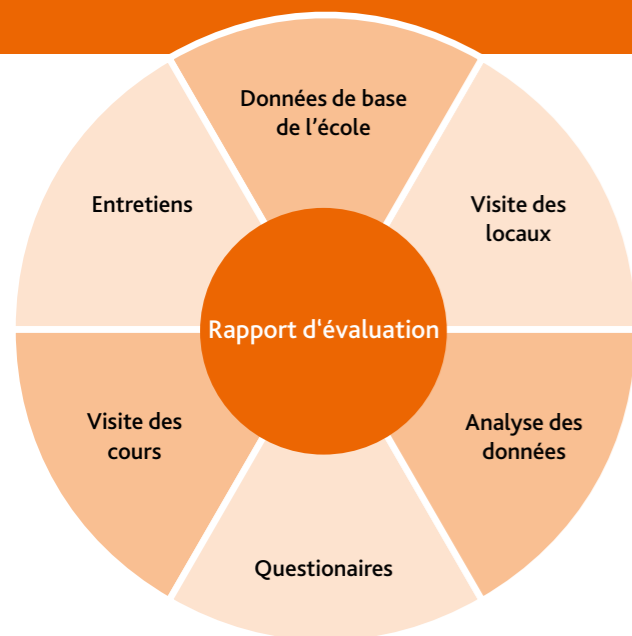 Données de base
de l’école
Visite des
locaux
Analyse des
données
Questionaires
Visite des
cours
Entretiens
Rapport d‘évaluation